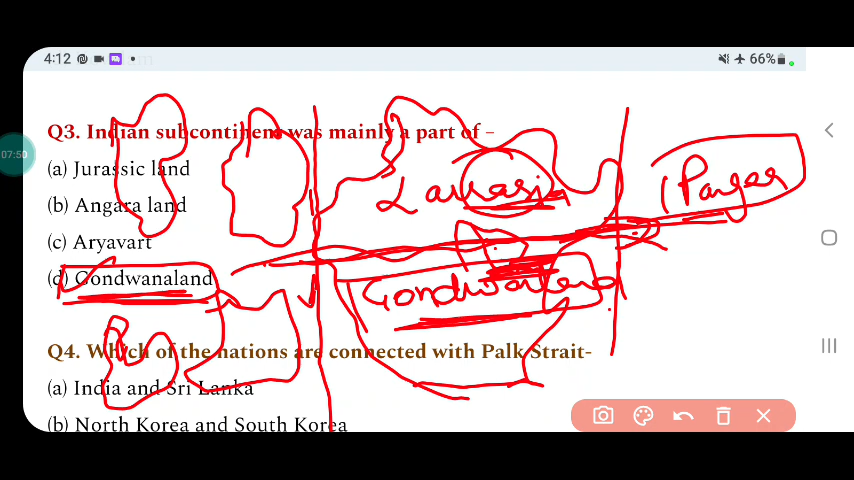 4:12
66%
07:50
Q3. Indian subcontinent was mainly a part of –
(a) Jurassic land
(b) Angara land
(c) Aryavart
(d) Gondwanaland
Laurasia
Pangea
Gondwanaland
Q4. Which of the nations are connected with Palk Strait-
(a) India and Sri Lanka
(b) North Korea and South Korea